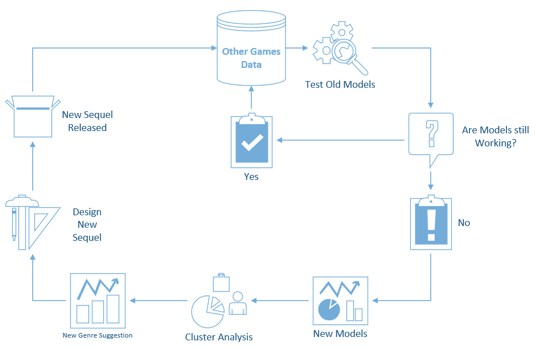 Other Games
Data
Test Old Models
New Sequel
Released
Are Models still
Working?
?
Yes
!
No
Design
New
Sequel
New Genre Suggestion
Cluster Analysis
New Models